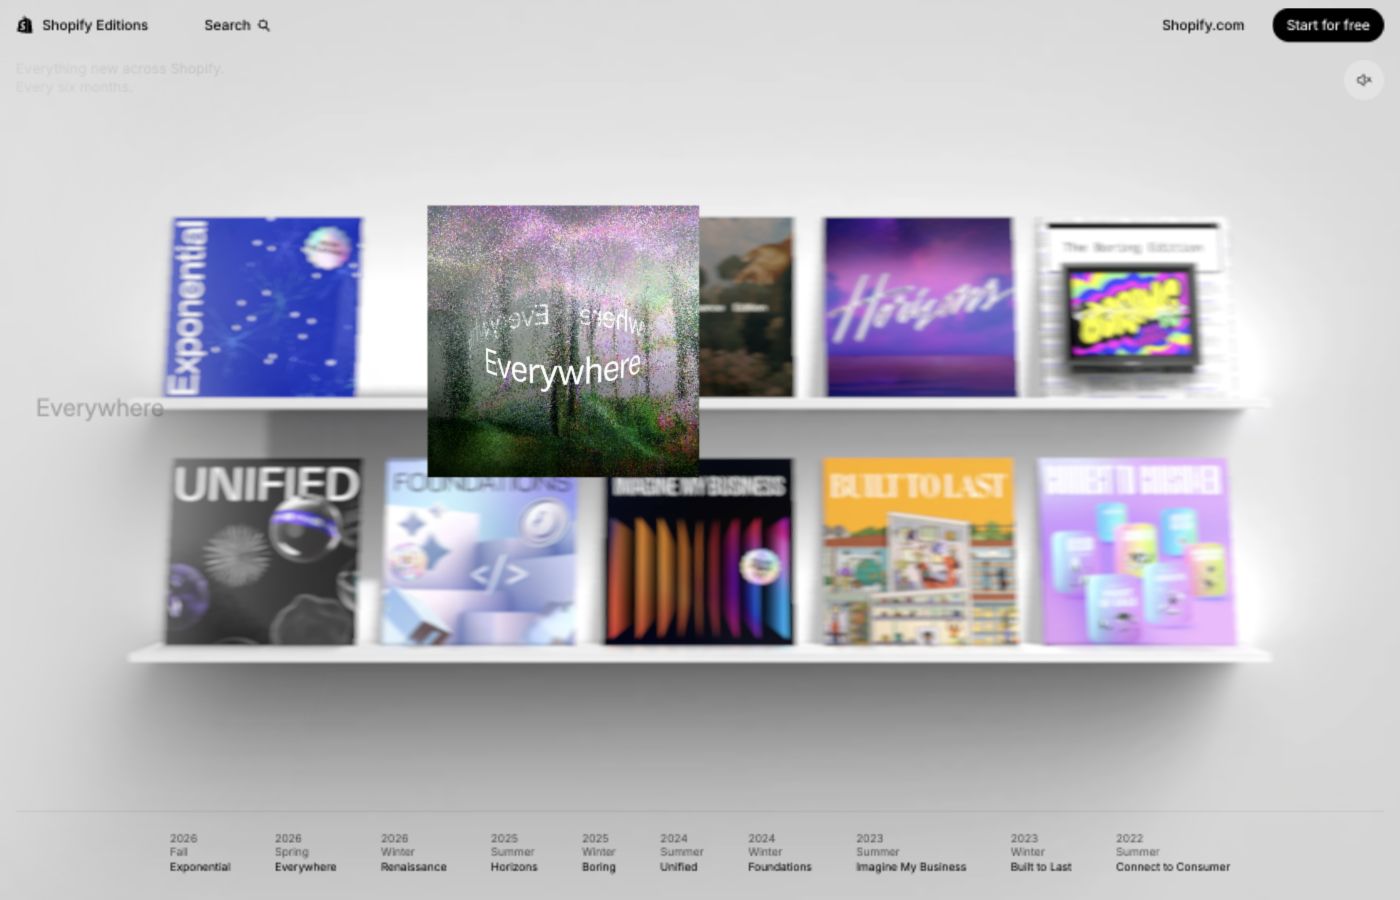 Shopify Editions
Search
Shopify.com
Start for free
Everything new across Shopify.
Every six months.
Exponential
Everywhere
Everywhere
Horizons
The Boring Edition
Everywhere
UNIFIED
FOUNDATIONS
</>
IMAGINE MY BUSINESS
BUILT TO LAST
CONNECT TO CONSUMER
2026
Fall
Exponential
2026
Spring
Everywhere
2026
Winter
Renaissance
2025
Summer
Horizons
2025
Winter
Boring
2024
Summer
Unified
2024
Winter
Foundations
2023
Summer
Imagine My Business
2023
Winter
Built to Last
2022
Summer
Connect to Consumer